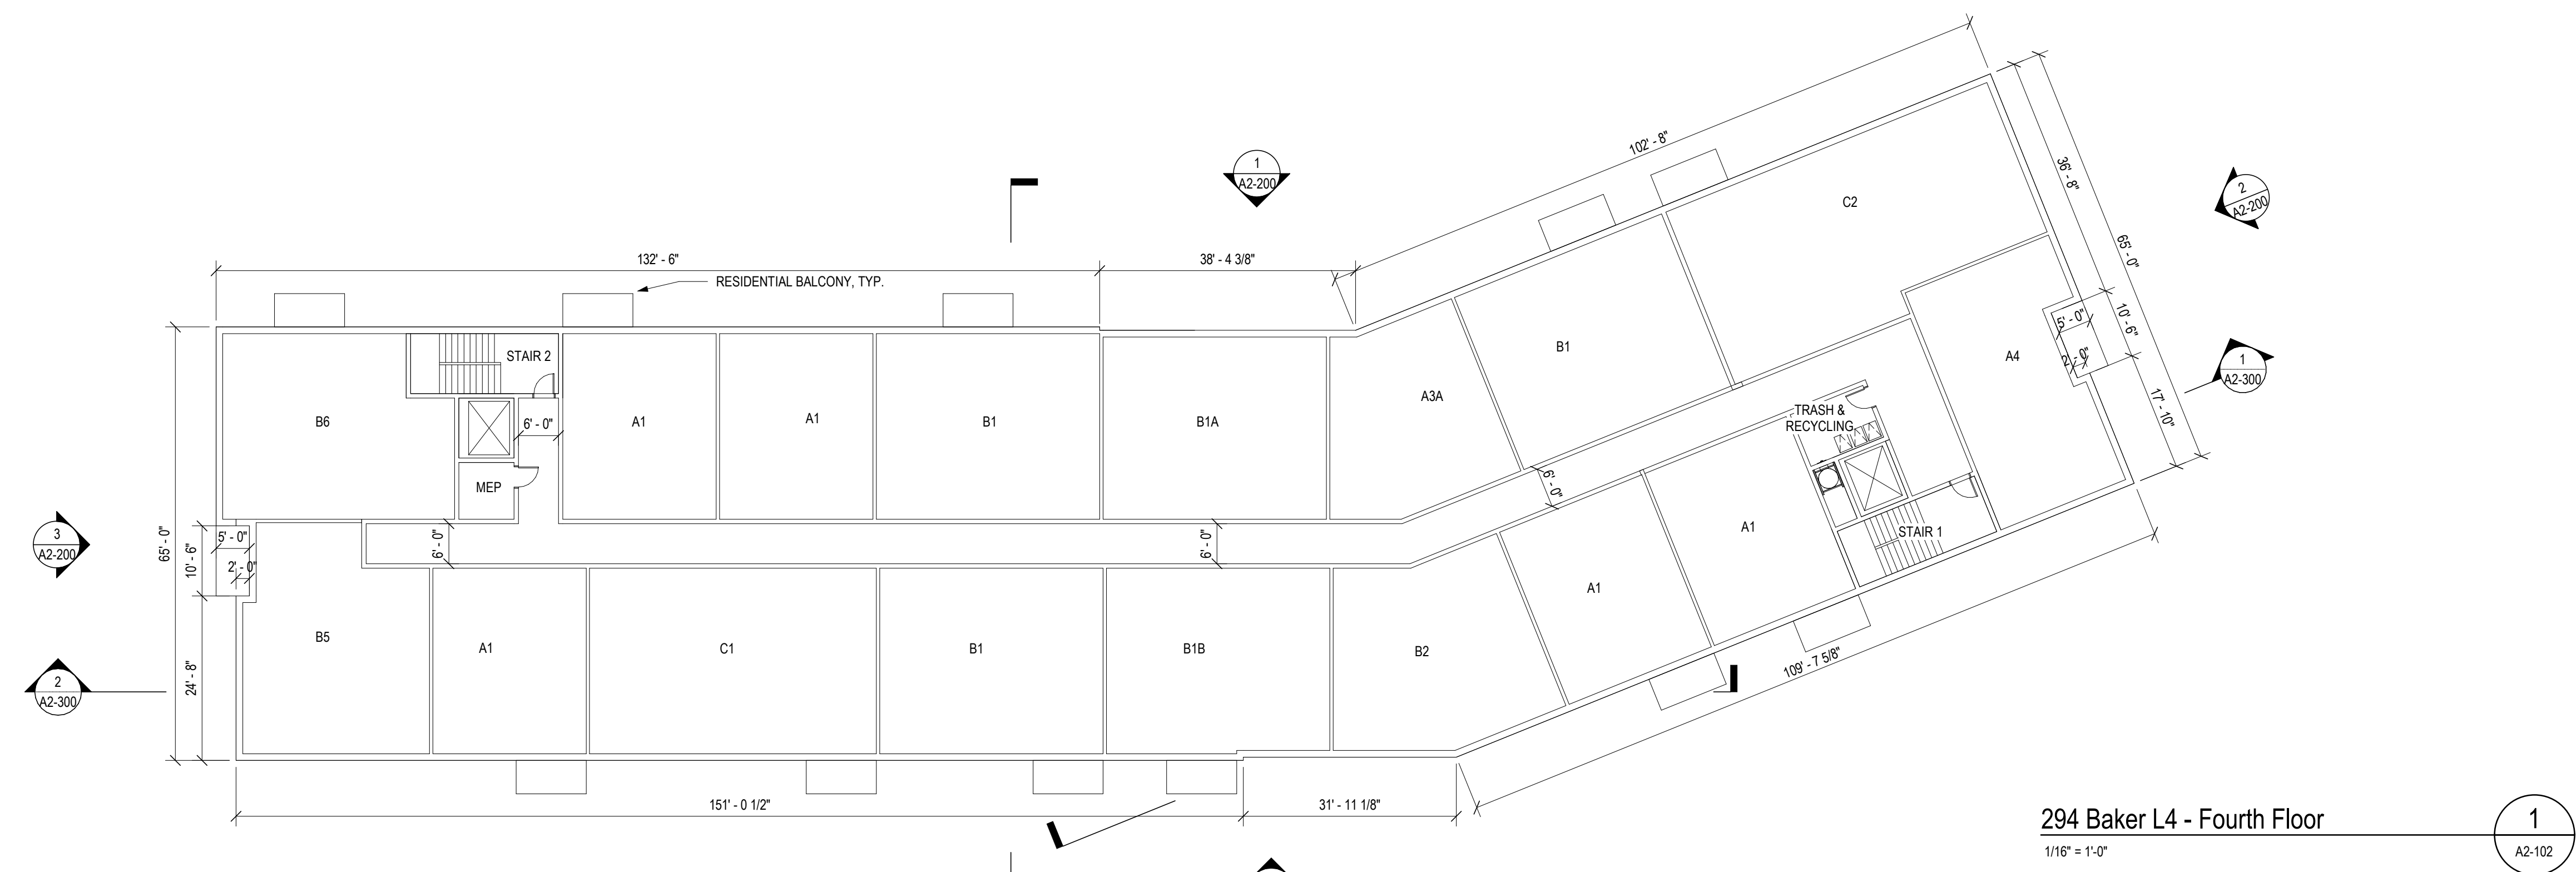 102' - 8"
1
A2-200
36' - 8"
65' - 0"
2
A2-200
C2
132' - 6"
38' - 4 3/8"
RESIDENTIAL BALCONY, TYP.
10' - 6"
5' - 0"
2' - 0"
17' - 10"
1
A2-300
STAIR 2
B1
A4
A3A
B6
6' - 0"
A1
A1
B1
B1A
TRASH &
RECYCLING
MEP
6' - 0"
3
A2-200
65' - 0"
10' - 6"
5' - 0"
2' - 0"
6' - 0"
6' - 0"
A1
STAIR 1
A1
B5
A1
C1
B1
B1B
B2
24' - 8"
2
A2-300
109' - 7 5/8"
151' - 0 1/2"
31' - 11 1/8"
294 Baker L4 - Fourth Floor
1/16" = 1'-0"
1
A2-102